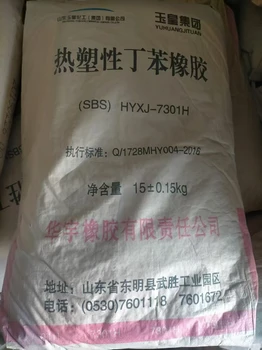 玉皇集团
YUHUANGJITUAN
热塑性丁苯橡胶
(SBS) HYXJ-7301H
执行标准: Q/1728MHY004-2016
净含量 15±0.15kg
华宇橡胶有限责任公司
地址: 山东省东明县武胜工业园区
电话: (0530)7601118 7601672